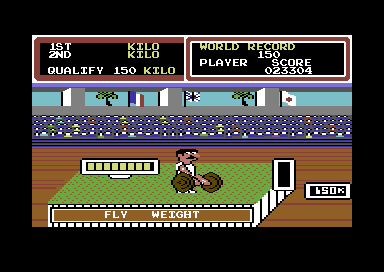 1ST KILO
2ND KILO
QUALIFY 150 KILO
WORLD RECORD
150
PLAYER SCORE
023304
150K
FLY WEIGHT